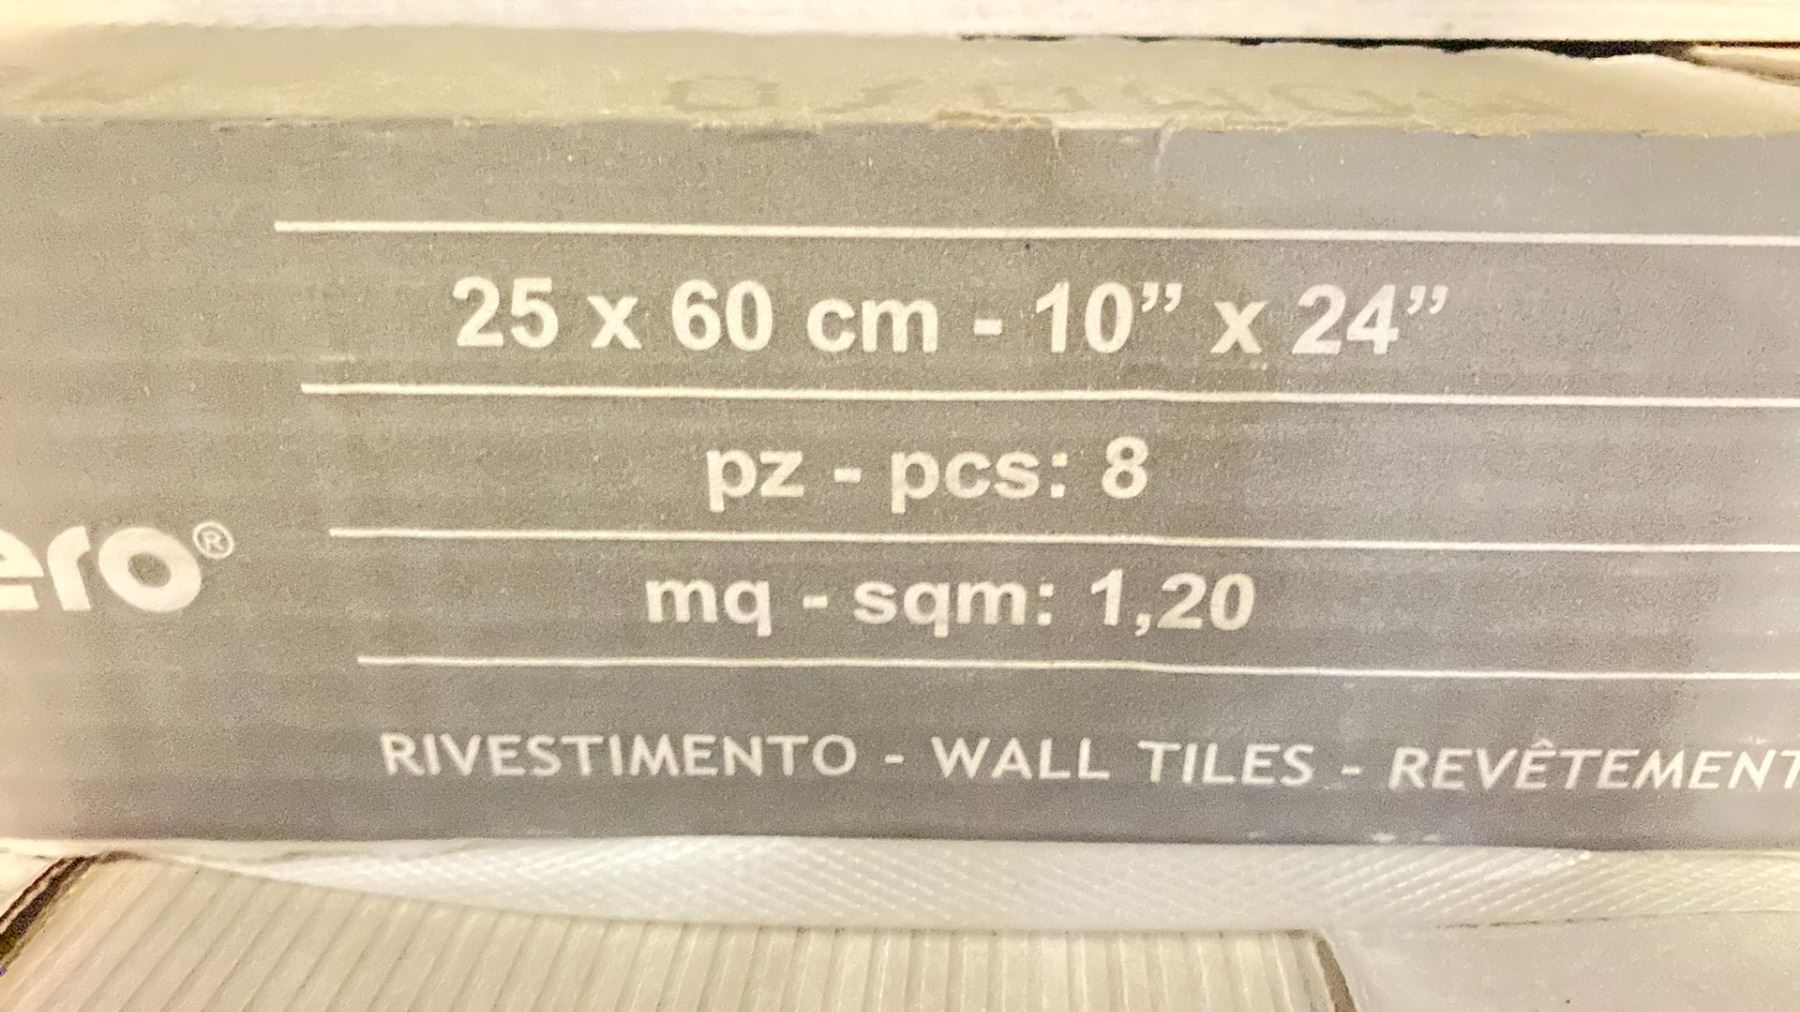 25 x 60 cm - 10” x 24”
pz - pcs: 8
ero®
mq - sqm: 1,20
RIVESTIMENTO - WALL TILES - REVÊTEMENT